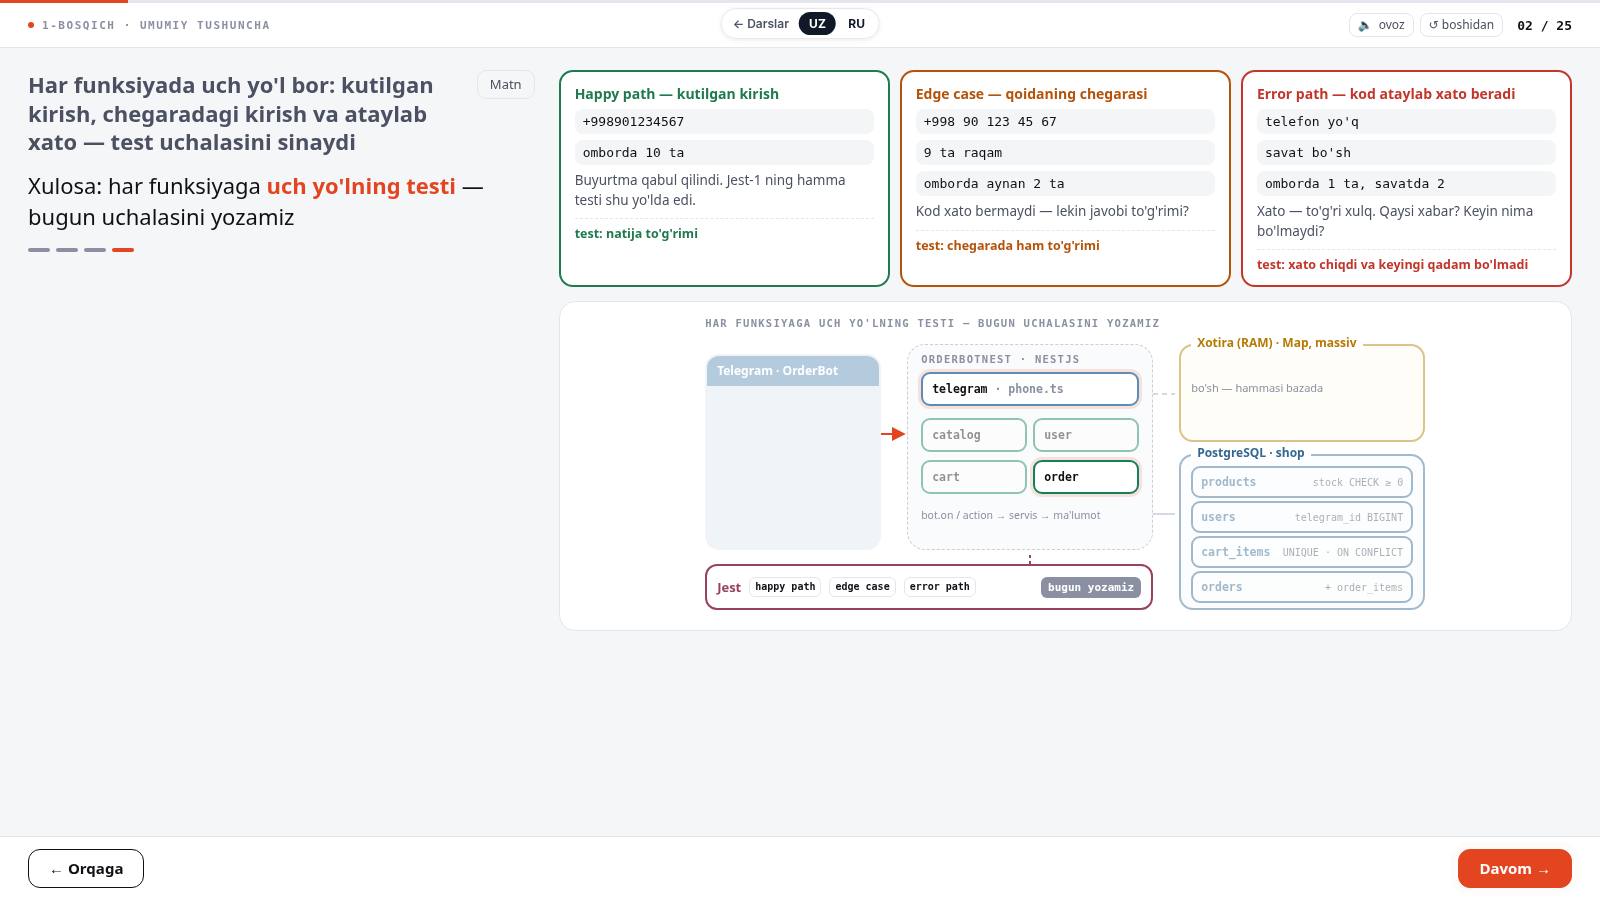 1-BOSQICH · UMUMIY TUSHUNCHA
← Darslar UZ RU
🔈 ovoz ↺ boshidan 02 / 25
Har funksiyada uch yo'l bor: kutilgan
kirish, chegaradagi kirish va ataylab
xato — test uchalasini sinaydi
Matn
Xulosa: har funksiyaga uch yo'lning testi —
bugun uchalasini yozamiz
Happy path — kutilgan kirish
+998901234567
omborda 10 ta
Buyurtma qabul qilindi. Jest-1 ning hamma
testi shu yo'lda edi.
test: natija to'g'rimi
Edge case — qoidaning chegarasi
+998 90 123 45 67
9 ta raqam
omborda aynan 2 ta
Kod xato bermaydi — lekin javobi to'g'rimi?
test: chegarada ham to'g'rimi
Error path — kod ataylab xato beradi
telefon yo'q
savat bo'sh
omborda 1 ta, savatda 2
Xato — to'g'ri xulq. Qaysi xabar? Keyin nima
bo'lmaydi?
test: xato chiqdi va keyingi qadam bo'lmadi
HAR FUNKSIYAGA UCH YO'LNING TESTI — BUGUN UCHALASINI YOZAMIZ
Telegram · OrderBot
ORDERBOTNEST · NESTJS
telegram · phone.ts
catalog user
cart order
bot.on / action → servis → ma'lumot
Xotira (RAM) · Map, massiv
bo'sh — hammasi bazada
PostgreSQL · shop
products stock CHECK ≥ 0
users telegram_id BIGINT
cart_items UNIQUE · ON CONFLICT
orders + order_items
Jest happy path edge case error path bugun yozamiz
← Orqaga
Davom →